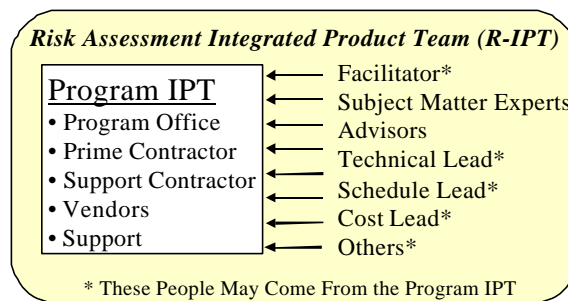 Risk Assessment Integrated Product Team (R-IPT)
Program IPT
• Program Office
• Prime Contractor
• Support Contractor
• Vendors
• Support
Facilitator*
Subject Matter Experts
Advisors
Technical Lead*
Schedule Lead*
Cost Lead*
Others*
* These People May Come From the Program IPT